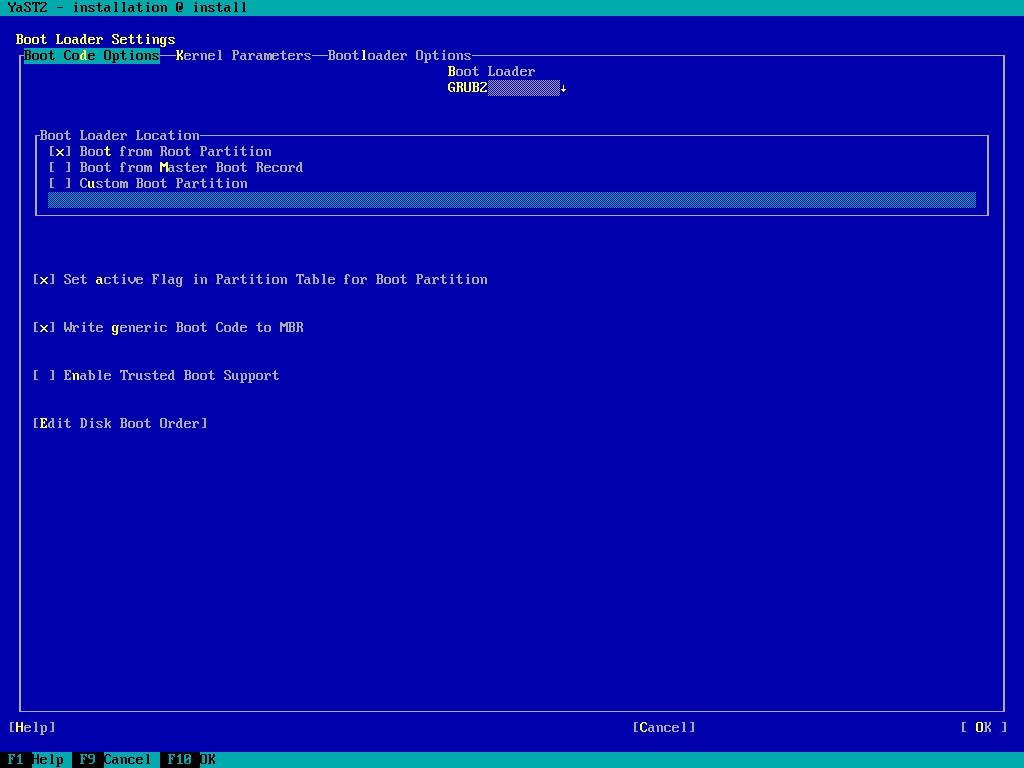 YaST2 - installation @ install
Boot Loader Settings
Boot Code Options Kernel Parameters Bootloader Options
Boot Loader
GRUB2 ↓
Boot Loader Location
[x] Boot from Root Partition
[ ] Boot from Master Boot Record
[ ] Custom Boot Partition
[x] Set active Flag in Partition Table for Boot Partition
[x] Write generic Boot Code to MBR
[ ] Enable Trusted Boot Support
[Edit Disk Boot Order]
[Help] [Cancel] [ OK ]
F1 Help F9 Cancel F10 OK